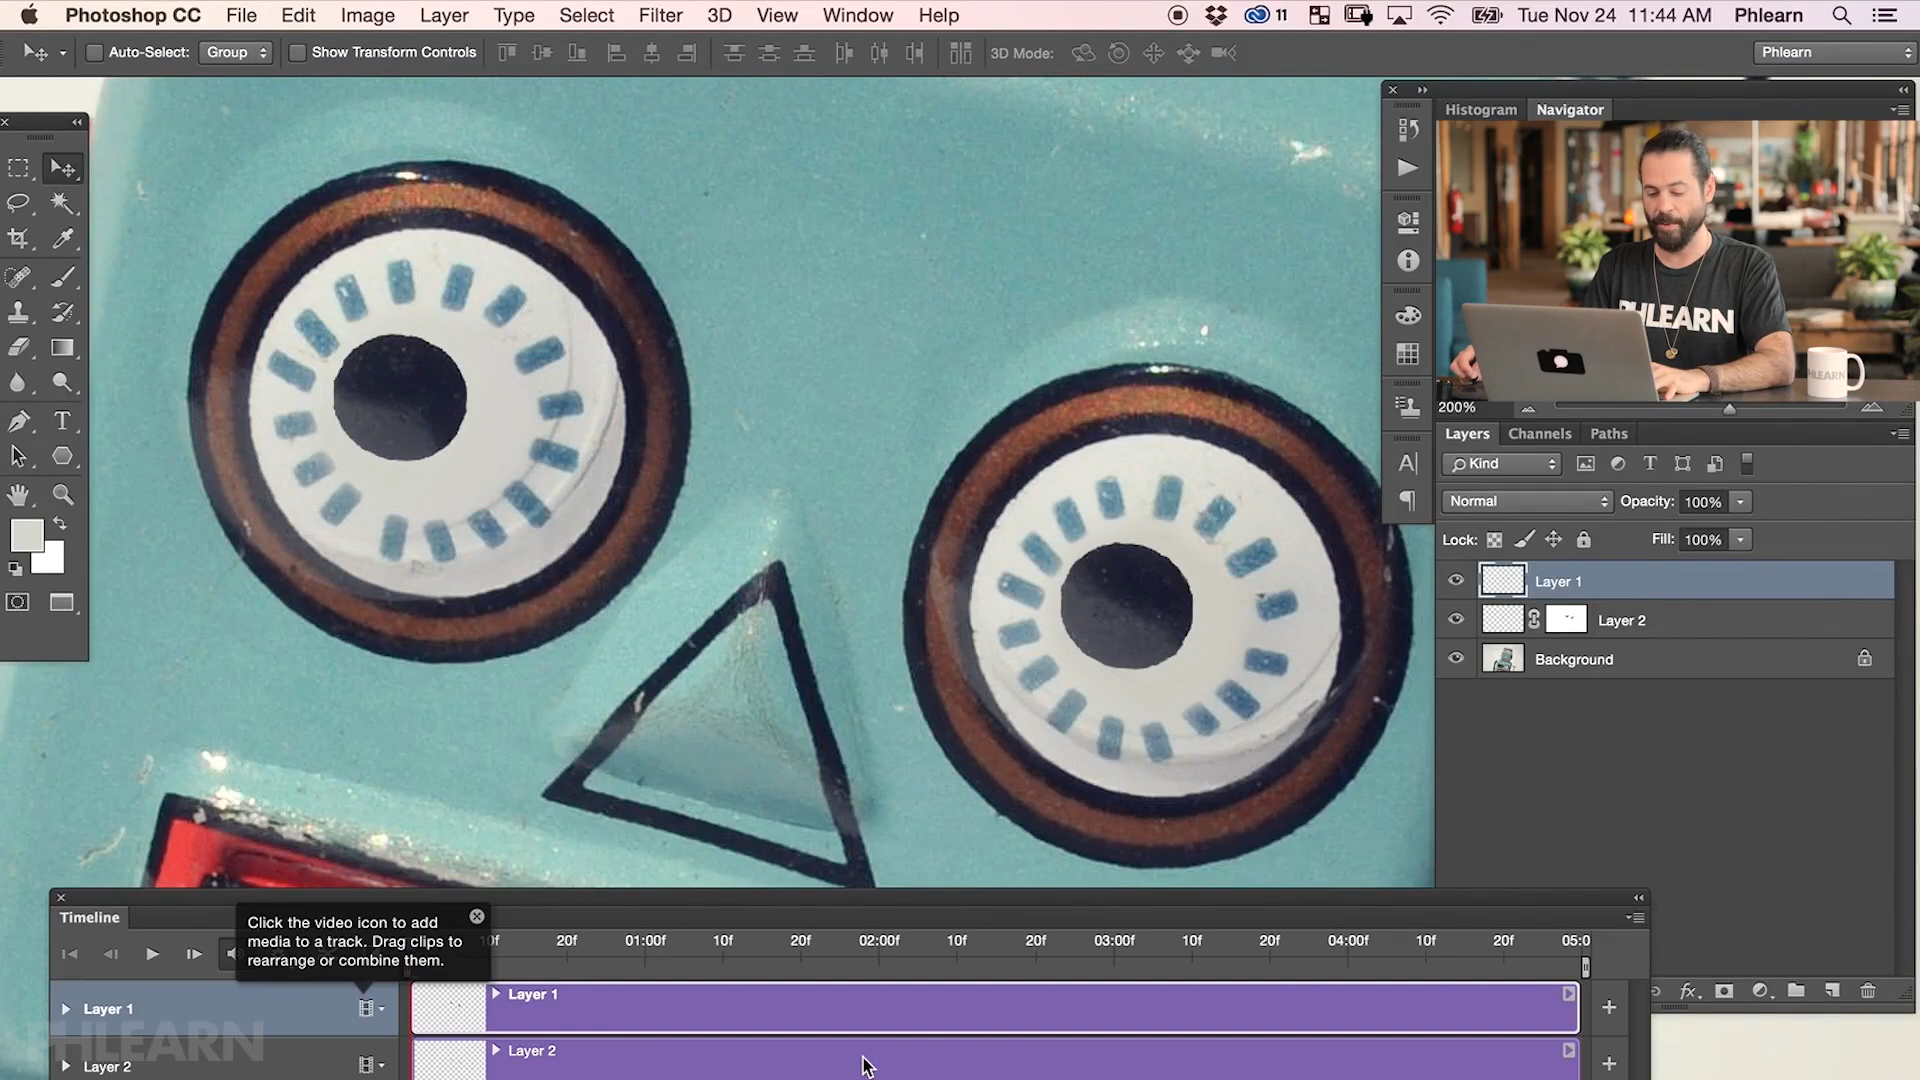 Photoshop CC File Edit Image Layer Type Select Filter 3D View Window Help 11 Tue Nov 24 11:44 AM Phlearn
Auto-Select: Group Show Transform Controls 3D Mode: Phlearn
Histogram Navigator
PHLEARN
PHLEARN
200%
Layers Channels Paths
Kind
Normal Opacity: 100%
Lock: Fill: 100%
Layer 1
Layer 2
Background
Timeline
Click the video icon to add
media to a track. Drag clips to
rearrange or combine them.
10f 20f 01:00f 10f 20f 02:00f 10f 20f 03:00f 10f 20f 04:00f 10f 20f 05:0
Layer 1 Layer 1
PHLEARN
Layer 2 Layer 2